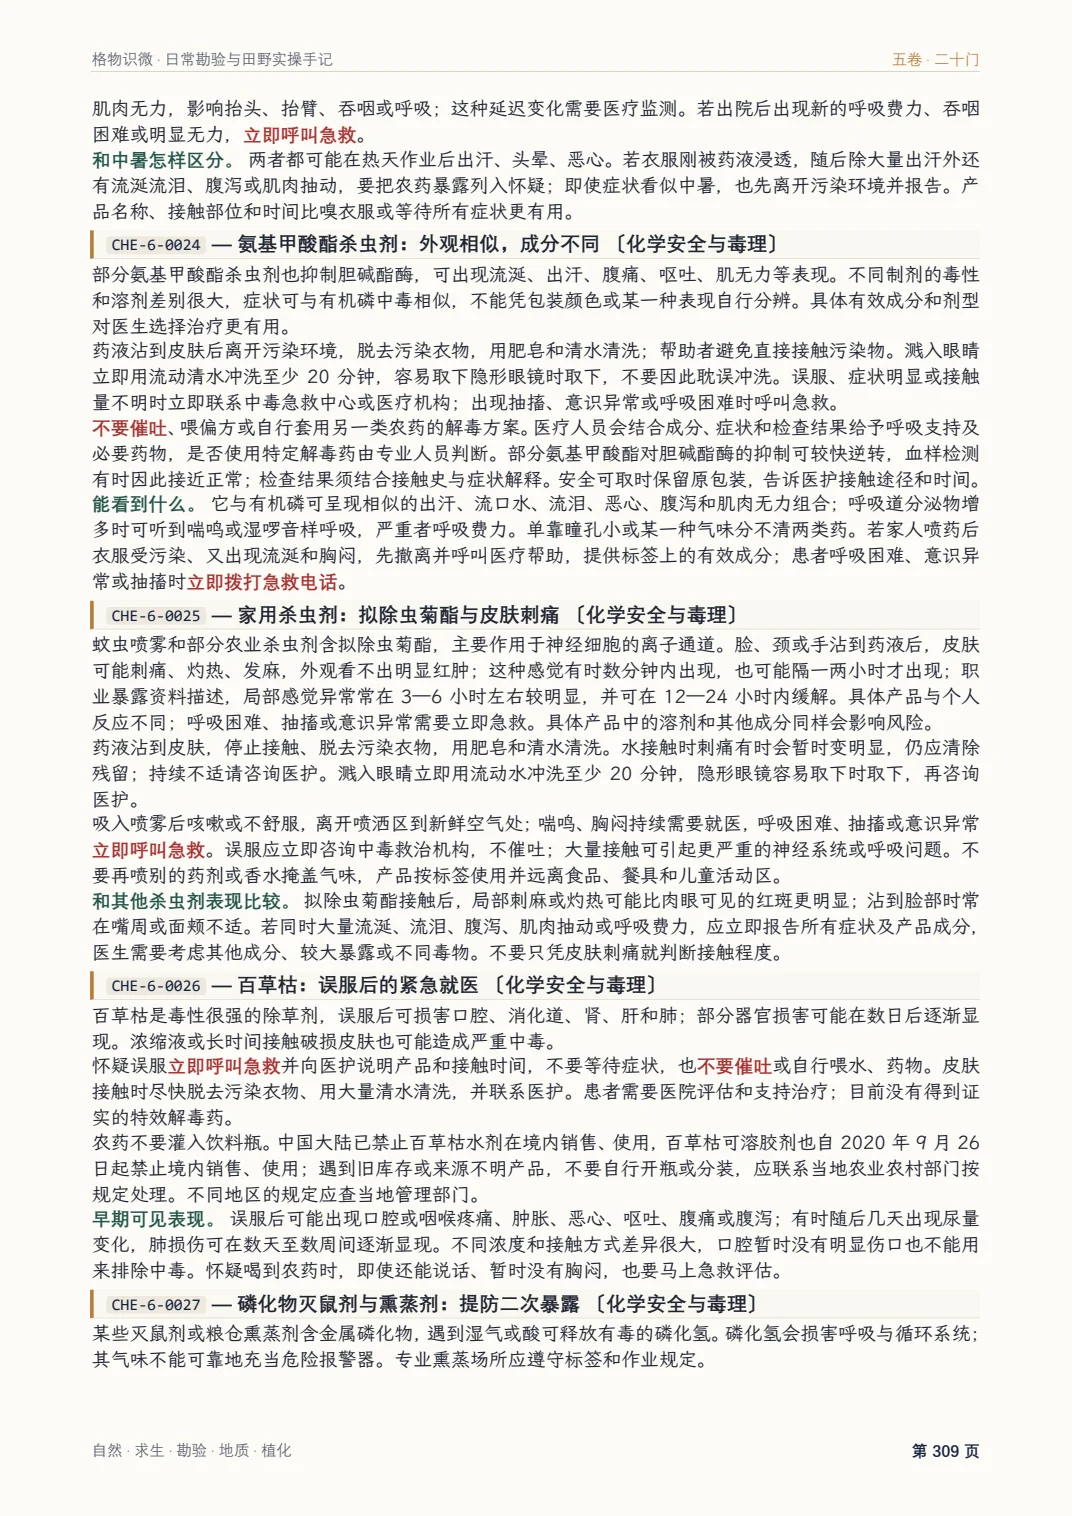 格物识微 · 日常勘验与田野实操手记
五卷 · 二十门
肌肉无力，影响抬头、抬臂、吞咽或呼吸；这种延迟变化需要医疗监测。若出院后出现新的呼吸费力、吞咽
困难或明显无力，立即呼叫急救。
和中暑怎样区分。 两者都可能在热天作业后出汗、头晕、恶心。若衣服刚被药液浸透，随后除大量出汗外还
有流涎流泪、腹泻或肌肉抽动，要把农药暴露列入怀疑；即使症状看似中暑，也先离开污染环境并报告。产
品名称、接触部位和时间比嗅衣服或等待所有症状更有用。
CHE-6-0024 — 氨基甲酸酯杀虫剂：外观相似，成分不同 〔化学安全与毒理〕
部分氨基甲酸酯杀虫剂也抑制胆碱酯酶，可出现流涎、出汗、腹痛、呕吐、肌无力等表现。不同制剂的毒性
和溶剂差别很大，症状可与有机磷中毒相似，不能凭包装颜色或某一种表现自行分辨。具体有效成分和剂型
对医生选择治疗更有用。
药液沾到皮肤后离开污染环境，脱去污染衣物，用肥皂和清水清洗；帮助者避免直接接触污染物。溅入眼睛
立即用流动清水冲洗至少 20 分钟，容易取下隐形眼镜时取下，不要因此耽误冲洗。误服、症状明显或接触
量不明时立即联系中毒急救中心或医疗机构；出现抽搐、意识异常或呼吸困难时呼叫急救。
不要催吐、喂偏方或自行套用另一类农药的解毒方案。医疗人员会结合成分、症状和检查结果给予呼吸支持及
必要药物，是否使用特定解毒药由专业人员判断。部分氨基甲酸酯对胆碱酯酶的抑制可较快逆转，血样检测
有时因此接近正常；检查结果须结合接触史与症状解释。安全可取时保留原包装，告诉医护接触途径和时间。
能看到什么。 它与有机磷可呈现相似的出汗、流口水、流泪、恶心、腹泻和肌肉无力组合；呼吸道分泌物增
多时可听到喘鸣或湿啰音样呼吸，严重者呼吸费力。单靠瞳孔小或某一种气味分不清两类药。若家人喷药后
衣服受污染、又出现流涎和胸闷，先撤离并呼叫医疗帮助，提供标签上的有效成分；患者呼吸困难、意识异
常或抽搐时立即拨打急救电话。
CHE-6-0025 — 家用杀虫剂：拟除虫菊酯与皮肤刺痛 〔化学安全与毒理〕
蚊虫喷雾和部分农业杀虫剂含拟除虫菊酯，主要作用于神经细胞的离子通道。脸、颈或手沾到药液后，皮肤
可能刺痛、灼热、发麻，外观看不出明显红肿；这种感觉有时数分钟内出现，也可能隔一两小时才出现；职
业暴露资料描述，局部感觉异常常在 3—6 小时左右较明显，并可在 12—24 小时内缓解。具体产品与个人
反应不同；呼吸困难、抽搐或意识异常需要立即急救。具体产品中的溶剂和其他成分同样会影响风险。
药液沾到皮肤，停止接触、脱去污染衣物，用肥皂和清水清洗。水接触时刺痛有时会暂时变明显，仍应清除
残留；持续不适请咨询医护。溅入眼睛立即用流动水冲洗至少 20 分钟，隐形眼镜容易取下时取下，再咨询
医护。
吸入喷雾后咳嗽或不舒服，离开喷洒区到新鲜空气处；喘鸣、胸闷持续需要就医，呼吸困难、抽搐或意识异常
立即呼叫急救。误服应立即咨询中毒救治机构，不催吐；大量接触可引起更严重的神经系统或呼吸问题。不
要再喷别的药剂或香水掩盖气味，产品按标签使用并远离食品、餐具和儿童活动区。
和其他杀虫剂表现比较。 拟除虫菊酯接触后，局部刺麻或灼热可能比肉眼可见的红斑更明显；沾到脸部时常
在嘴周或面颊不适。若同时大量流涎、流泪、腹泻、肌肉抽动或呼吸费力，应立即报告所有症状及产品成分，
医生需要考虑其他成分、较大暴露或不同毒物。不要只凭皮肤刺痛就判断接触程度。
CHE-6-0026 — 百草枯：误服后的紧急就医 〔化学安全与毒理〕
百草枯是毒性很强的除草剂，误服后可损害口腔、消化道、肾、肝和肺；部分器官损害可能在数日后逐渐显
现。浓缩液或长时间接触破损皮肤也可能造成严重中毒。
怀疑误服立即呼叫急救并向医护说明产品和接触时间，不要等待症状，也不要催吐或自行喂水、药物。皮肤
接触时尽快脱去污染衣物、用大量清水清洗，并联系医护。患者需要医院评估和支持治疗；目前没有得到证
实的特效解毒药。
农药不要灌入饮料瓶。中国大陆已禁止百草枯水剂在境内销售、使用，百草枯可溶胶剂也自 2020 年 9 月 26
日起禁止境内销售、使用；遇到旧库存或来源不明产品，不要自行开瓶或分装，应联系当地农业农村部门按
规定处理。不同地区的规定应查当地管理部门。
早期可见表现。 误服后可能出现口腔或咽喉疼痛、肿胀、恶心、呕吐、腹痛或腹泻；有时随后几天出现尿量
变化，肺损伤可在数天至数周间逐渐显现。不同浓度和接触方式差异很大，口腔暂时没有明显伤口也不能用
来排除中毒。怀疑喝到农药时，即使还能说话、暂时没有胸闷，也要马上急救评估。
CHE-6-0027 — 磷化物灭鼠剂与熏蒸剂：提防二次暴露 〔化学安全与毒理〕
某些灭鼠剂或粮仓熏蒸剂含金属磷化物，遇到湿气或酸可释放有毒的磷化氢。磷化氢会损害呼吸与循环系统；
其气味不能可靠地充当危险报警器。专业熏蒸场所应遵守标签和作业规定。
自然 · 求生 · 勘验 · 地质 · 植化
第 309 页